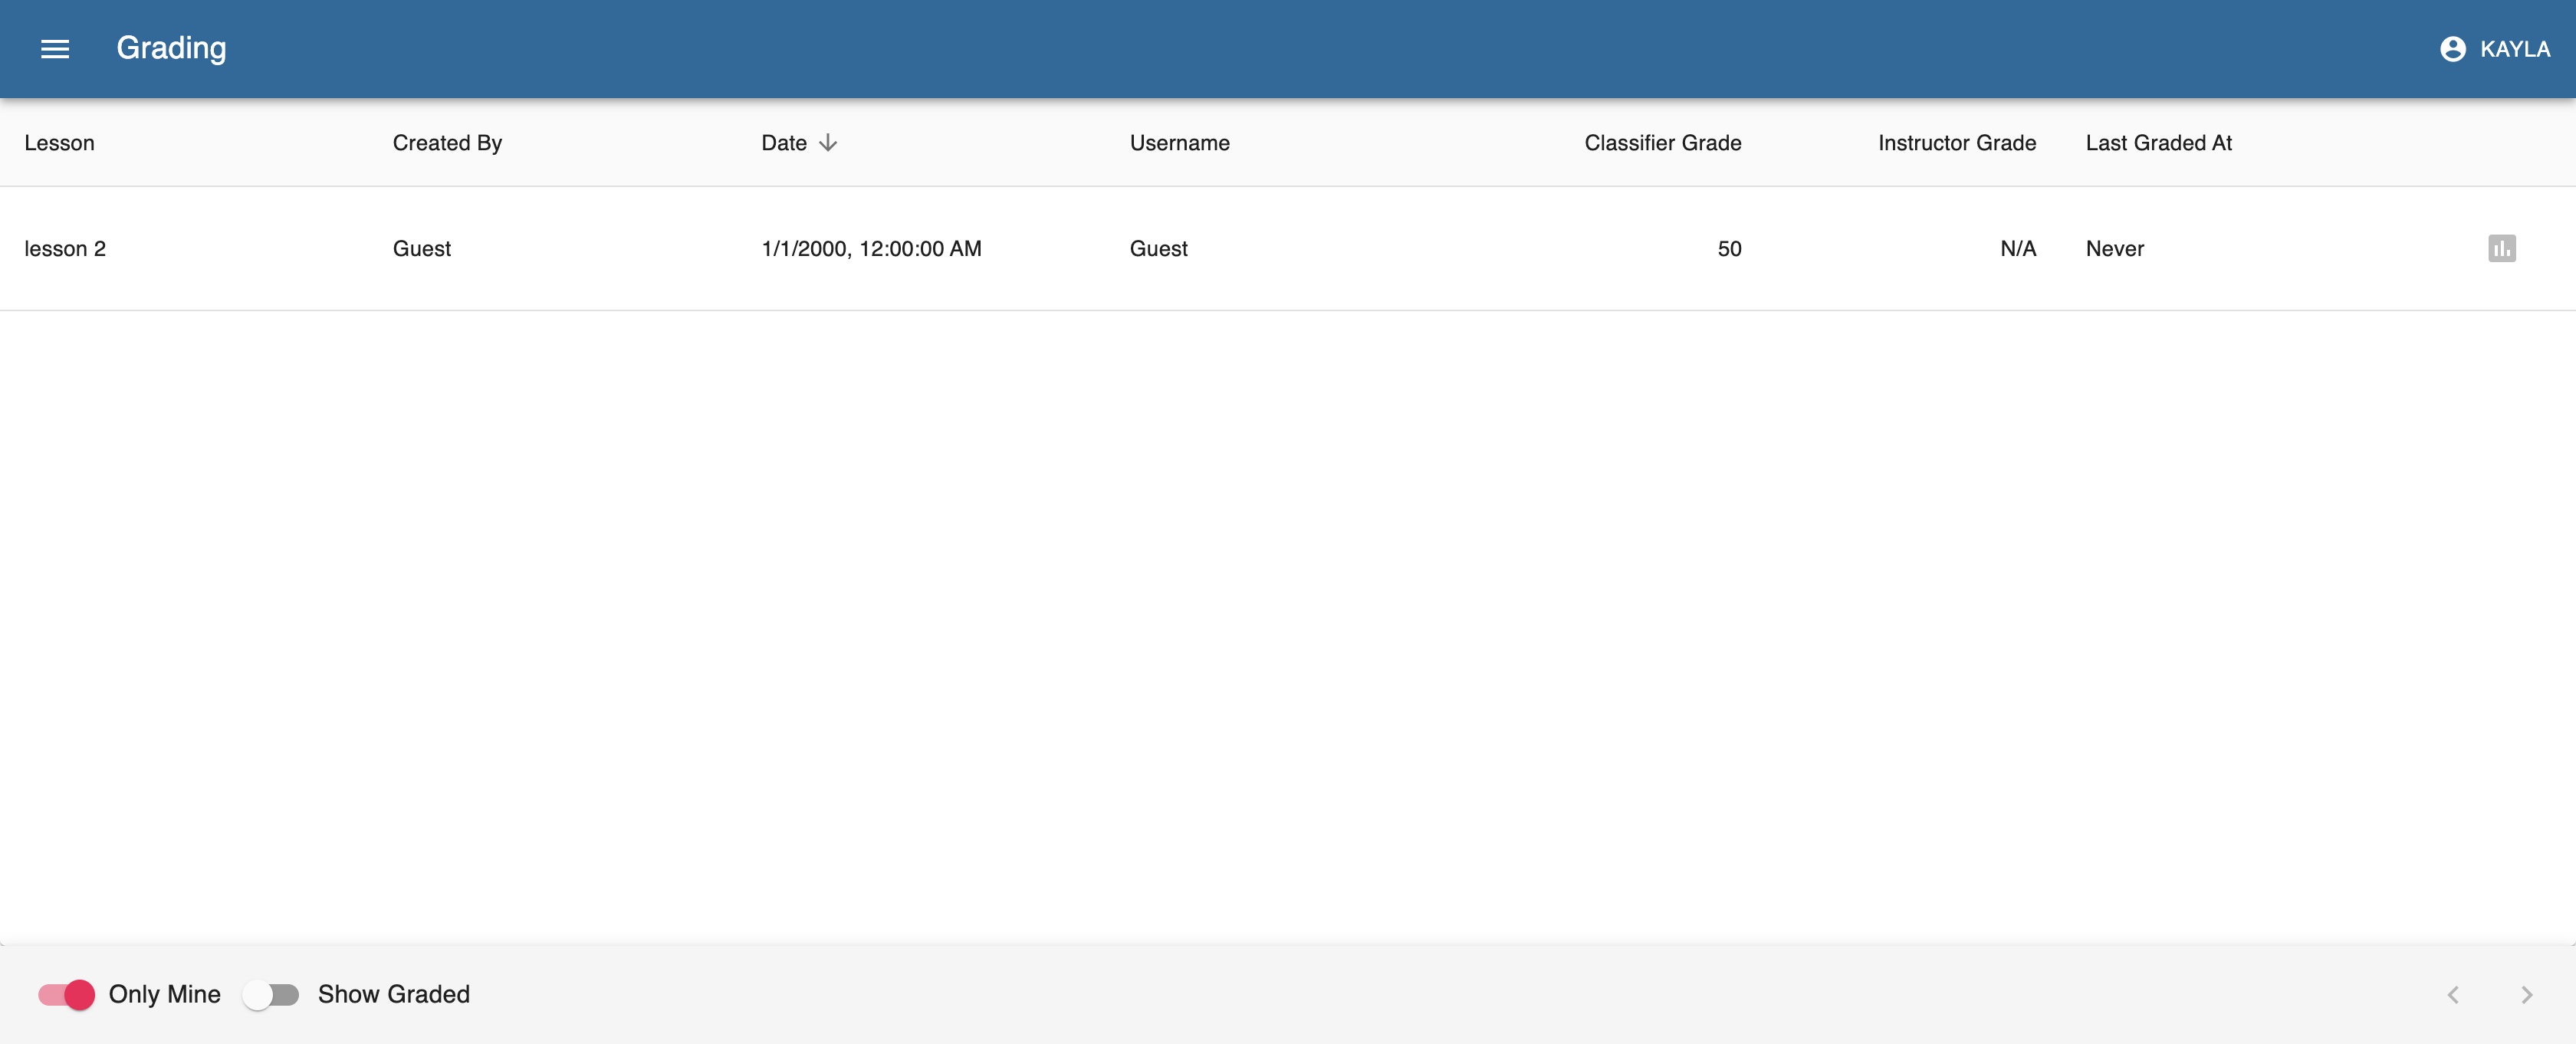 Grading
KAYLA
Lesson Created By Date Username Classifier Grade Instructor Grade Last Graded At
lesson 2 Guest 1/1/2000, 12:00:00 AM Guest 50 N/A Never
Only Mine Show Graded